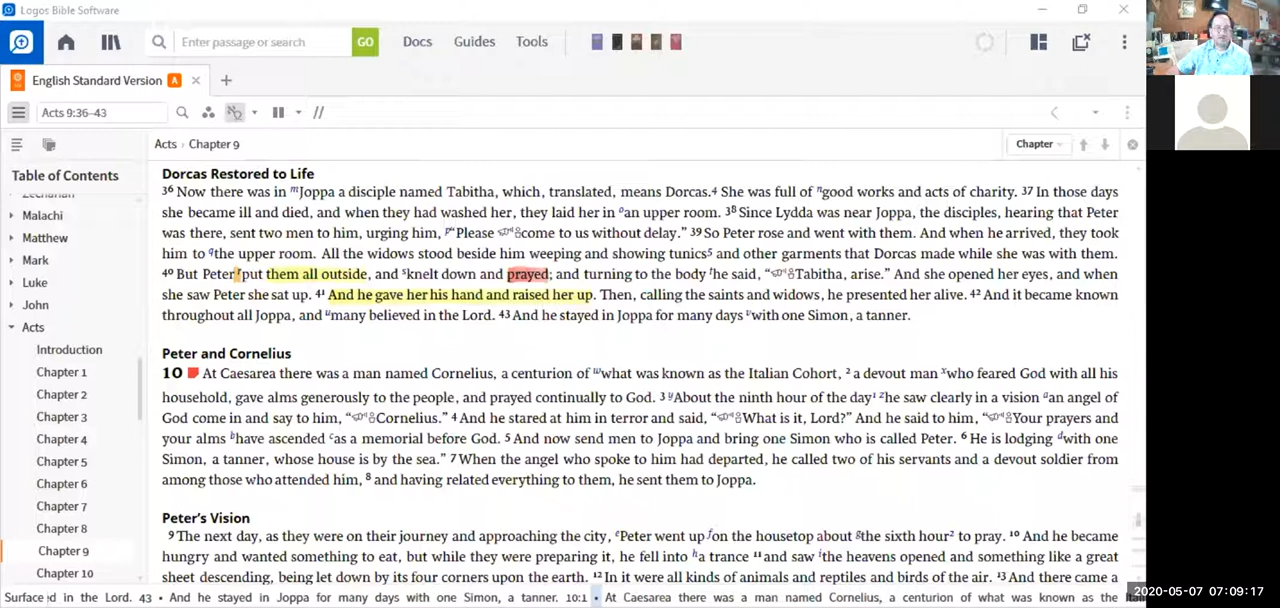 Logos Bible Software
Enter passage or search GO Docs Guides Tools
English Standard Version A
Acts 9:36–43
Acts › Chapter 9 Chapter
Table of Contents
Zechariah
Malachi
Matthew
Mark
Luke
John
Acts
Introduction
Chapter 1
Chapter 2
Chapter 3
Chapter 4
Chapter 5
Chapter 6
Chapter 7
Chapter 8
Chapter 9
Chapter 10
Dorcas Restored to Life
36 Now there was in m Joppa a disciple named Tabitha, which, translated, means Dorcas.4 She was full of n good works and acts of charity. 37 In those days
she became ill and died, and when they had washed her, they laid her in o an upper room. 38 Since Lydda was near Joppa, the disciples, hearing that Peter
was there, sent two men to him, urging him, p “Please come to us without delay.” 39 So Peter rose and went with them. And when he arrived, they took
him to q the upper room. All the widows stood beside him weeping and showing tunics5 and other garments that Dorcas made while she was with them.
40 But Peter r put them all outside, and s knelt down and prayed; and turning to the body t he said, “Tabitha, arise.” And she opened her eyes, and when
she saw Peter she sat up. 41 And he gave her his hand and raised her up. Then, calling the saints and widows, he presented her alive. 42 And it became known
throughout all Joppa, and u many believed in the Lord. 43 And he stayed in Joppa for many days v with one Simon, a tanner.
Peter and Cornelius
10 At Caesarea there was a man named Cornelius, a centurion of w what was known as the Italian Cohort, 2 a devout man x who feared God with all his
household, gave alms generously to the people, and prayed continually to God. 3 y About the ninth hour of the day1 z he saw clearly in a vision a an angel of
God come in and say to him, “Cornelius.” 4 And he stared at him in terror and said, “What is it, Lord?” And he said to him, “Your prayers and
your alms b have ascended c as a memorial before God. 5 And now send men to Joppa and bring one Simon who is called Peter. 6 He is lodging d with one
Simon, a tanner, whose house is by the sea.” 7 When the angel who spoke to him had departed, he called two of his servants and a devout soldier from
among those who attended him, 8 and having related everything to them, he sent them to Joppa.
Peter’s Vision
9 The next day, as they were on their journey and approaching the city, e Peter went up f on the housetop about g the sixth hour2 to pray. 10 And he became
hungry and wanted something to eat, but while they were preparing it, he fell into h a trance 11 and saw i the heavens opened and something like a great
sheet descending, being let down by its four corners upon the earth. 12 In it were all kinds of animals and reptiles and birds of the air. 13 And there came a
Surface d in the Lord. 43 • And he stayed in Joppa for many days with one Simon, a tanner. 10:1 • At Caesarea there was a man named Cornelius, a centurion of what was known as the
2020-05-07 07:09:17